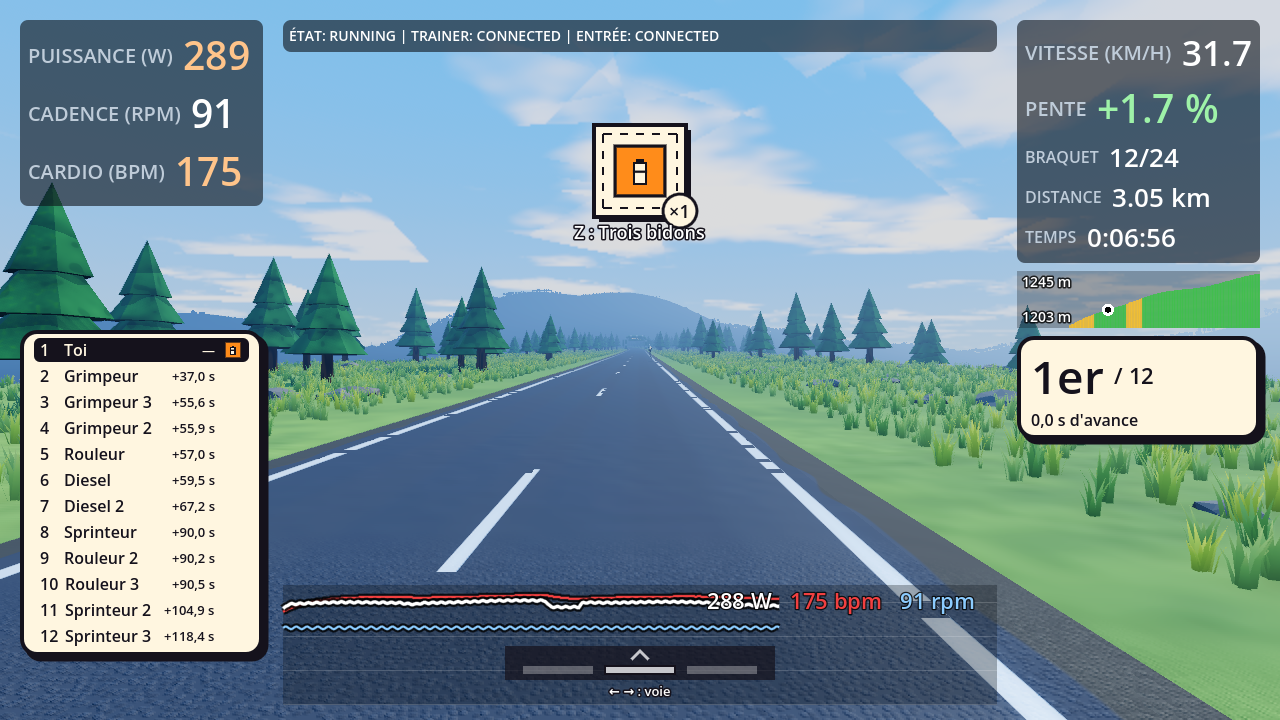 PUISSANCE (W) 289
CADENCE (RPM) 91
CARDIO (BPM) 175
ÉTAT: RUNNING | TRAINER: CONNECTED | ENTRÉE: CONNECTED
×1
Z : Trois bidons
VITESSE (KM/H) 31.7
PENTE +1.7 %
BRAQUET 12/24
DISTANCE 3.05 km
TEMPS 0:06:56
1245 m
1203 m
1er / 12
0,0 s d'avance
1 Toi —
2 Grimpeur +37,0 s
3 Grimpeur 3 +55,6 s
4 Grimpeur 2 +55,9 s
5 Rouleur +57,0 s
6 Diesel +59,5 s
7 Diesel 2 +67,2 s
8 Sprinteur +90,0 s
9 Rouleur 2 +90,2 s
10 Rouleur 3 +90,5 s
11 Sprinteur 2 +104,9 s
12 Sprinteur 3 +118,4 s
288 W 175 bpm 91 rpm
← → : voie